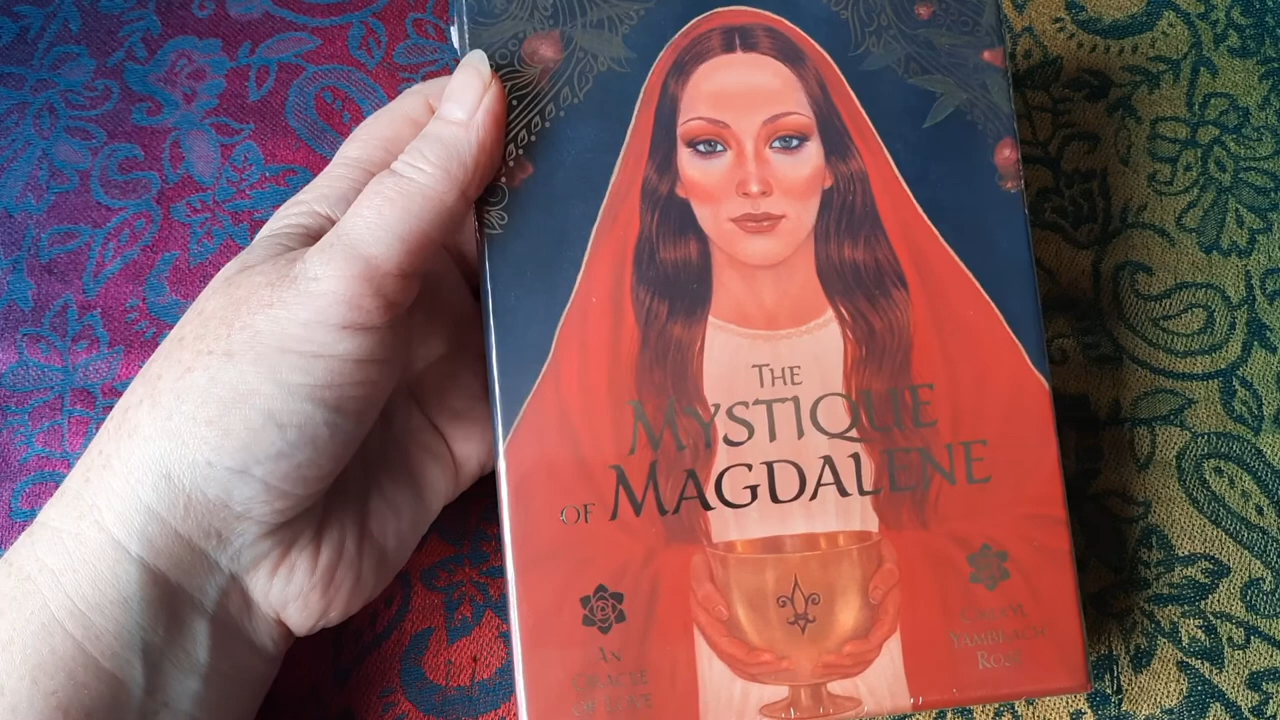 THE
MYSTIQUE
OF MAGDALENE
AN
ORACLE
OF LOVE
CHERYL
YAMBRACH
ROSE